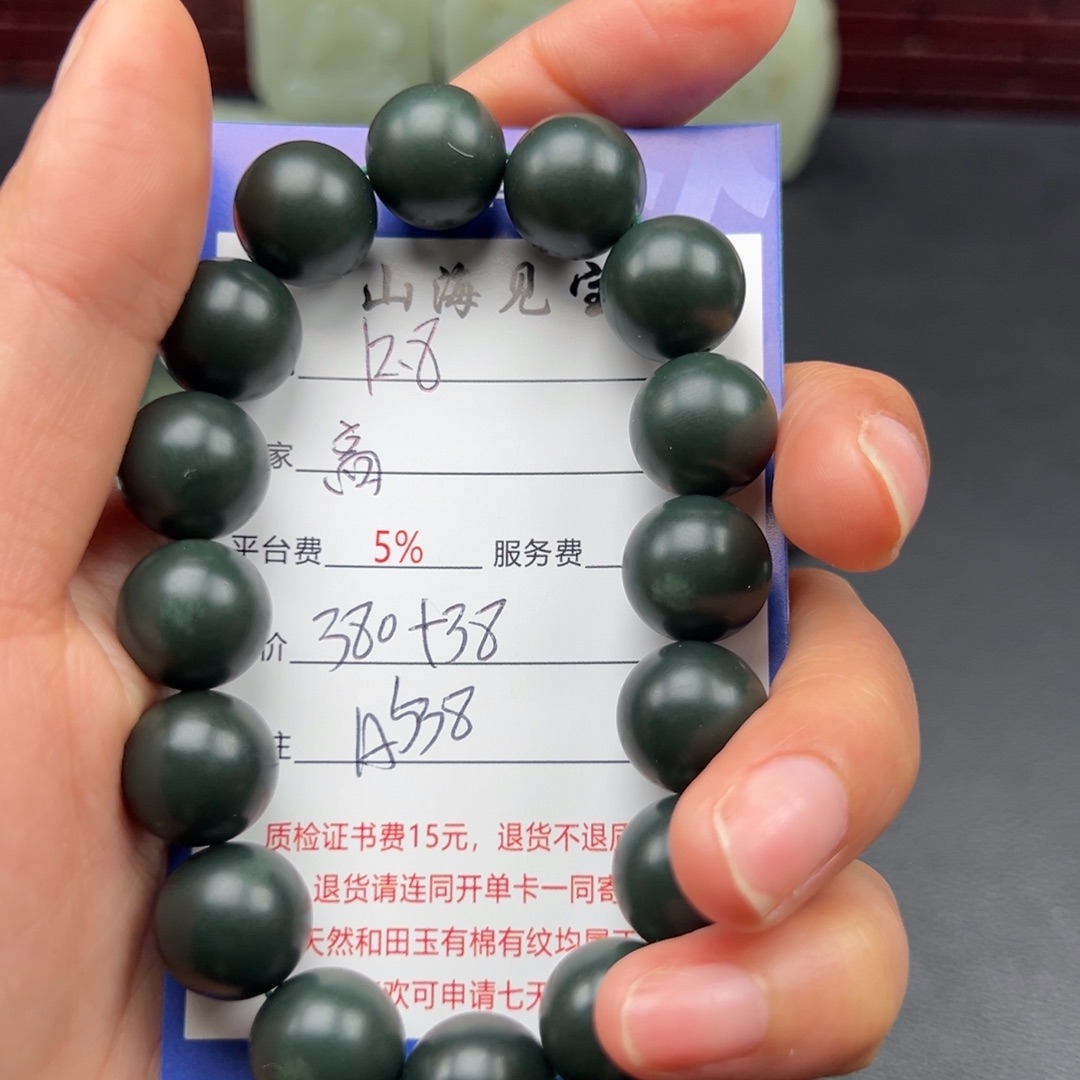 山海见宝
12.8
家 高
平台费 5% 服务费
价 380+38
主 A538
质检证书费15元，退货不退
退货请连同开单卡一同寄
天然和田玉有棉有纹均属
欢可申请七天